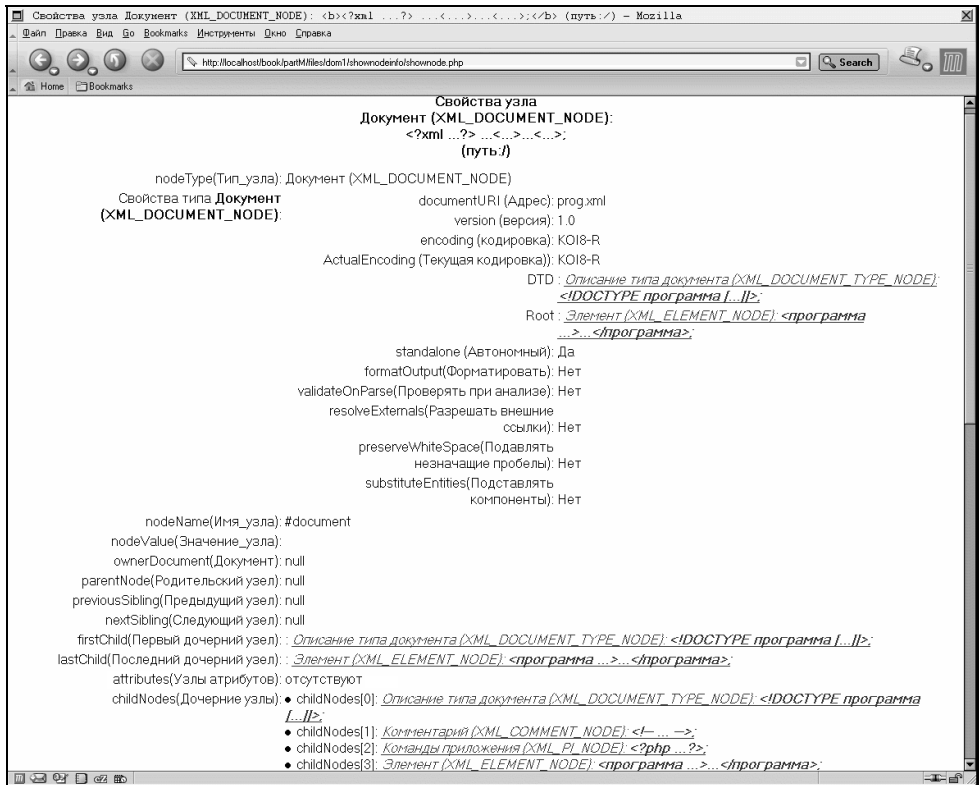 Свойства узла Документ (XML_DOCUMENT_NODE): <b><?xml ...?> ...<...>...<...>;</b> (путь:/) – Mozilla
Файл Правка Вид Go Bookmarks Инструменты Окно Справка
http://localhost/book/partM/files/dom1/shownodeinfo/shownode.php
Search
Home Bookmarks
Свойства узла
Документ (XML_DOCUMENT_NODE):
<?xml ...?> ...<...>...<...>;
(путь:/)
nodeType(Тип_узла): Документ (XML_DOCUMENT_NODE)
Свойства типа Документ
(XML_DOCUMENT_NODE):
documentURI (Адрес): prog.xml
version (версия): 1.0
encoding (кодировка): KOI8-R
ActualEncoding (Текущая кодировка)): KOI8-R
DTD : Описание типа документа (XML_DOCUMENT_TYPE_NODE):
<!DOCTYPE программа [...]]>;
Root : Элемент (XML_ELEMENT_NODE): <программа
...>...</программа>;
standalone (Автономный): Да
formatOutput(Форматировать): Нет
validateOnParse(Проверять при анализе): Нет
resolveExternals(Разрешать внешние
ссылки): Нет
preserveWhiteSpace(Подавлять
незначащие пробелы): Нет
substituteEntities(Подставлять
компоненты): Нет
nodeName(Имя_узла): #document
nodeValue(Значение_узла):
ownerDocument(Документ): null
parentNode(Родительский узел): null
previousSibling(Предыдущий узел): null
nextSibling(Следующий узел): null
firstChild(Первый дочерний узел): : Описание типа документа (XML_DOCUMENT_TYPE_NODE): <!DOCTYPE программа [...]]>;
lastChild(Последний дочерний узел): : Элемент (XML_ELEMENT_NODE): <программа ...>...</программа>;
attributes(Узлы атрибутов): отсутствуют
childNodes(Дочерние узлы): • childNodes[0]: Описание типа документа (XML_DOCUMENT_TYPE_NODE): <!DOCTYPE программа
[...]]>;
• childNodes[1]: Комментарий (XML_COMMENT_NODE): <!-- ... -->;
• childNodes[2]: Команды приложения (XML_PI_NODE): <?php ...?>;
• childNodes[3]: Элемент (XML_ELEMENT_NODE): <программа ...>...</программа>;